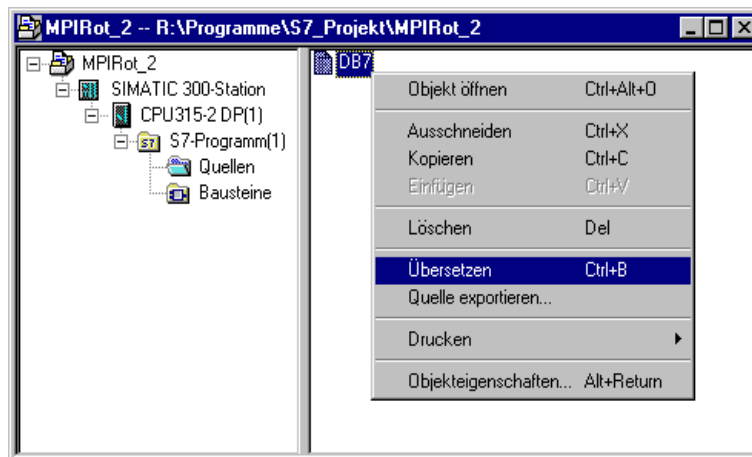 MPIRot_2 -- R:\Programme\S7_Projekt\MPIRot_2
MPIRot_2
SIMATIC 300-Station
CPU315-2 DP(1)
S7-Programm(1)
Quellen
Bausteine
DB7
Objekt öffnen Ctrl+Alt+O
Ausschneiden Ctrl+X
Kopieren Ctrl+C
Einfügen Ctrl+V
Löschen Del
Übersetzen Ctrl+B
Quelle exportieren...
Drucken
Objekteigenschaften... Alt+Return